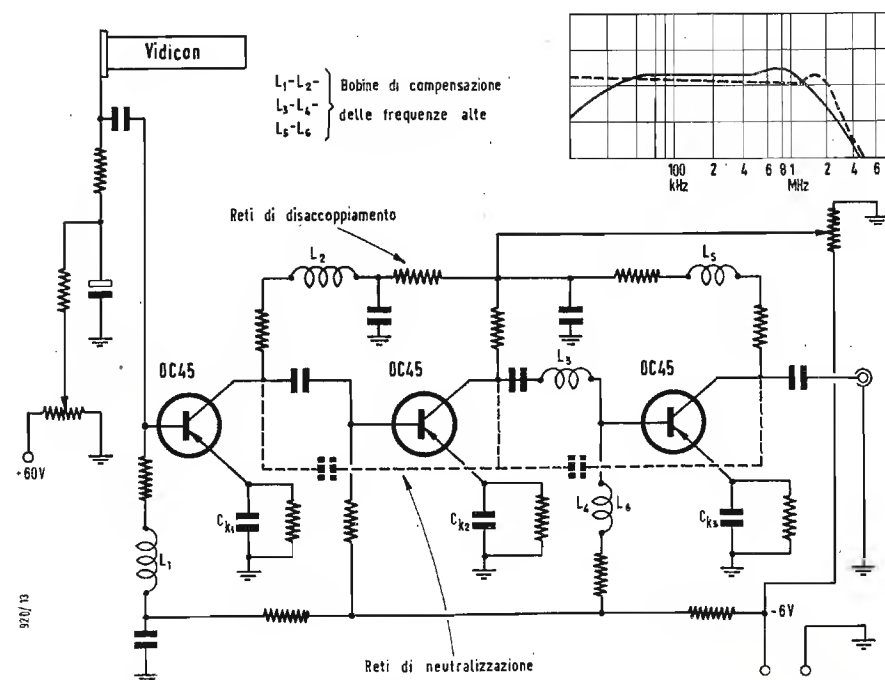 Vidicon
L1-L2-
L3-L4-
L5-L6
Bobine di compensazione
delle frequenze alte
100
kHz
2
4
6
8
1
MHz
2
4
6
Reti di disaccoppiamento
L2
L5
L3
OC45
OC45
OC45
+60V
Ck1
Ck2
L4
L6
Ck3
L1
-6V
920/13
Reti di neutralizzazione